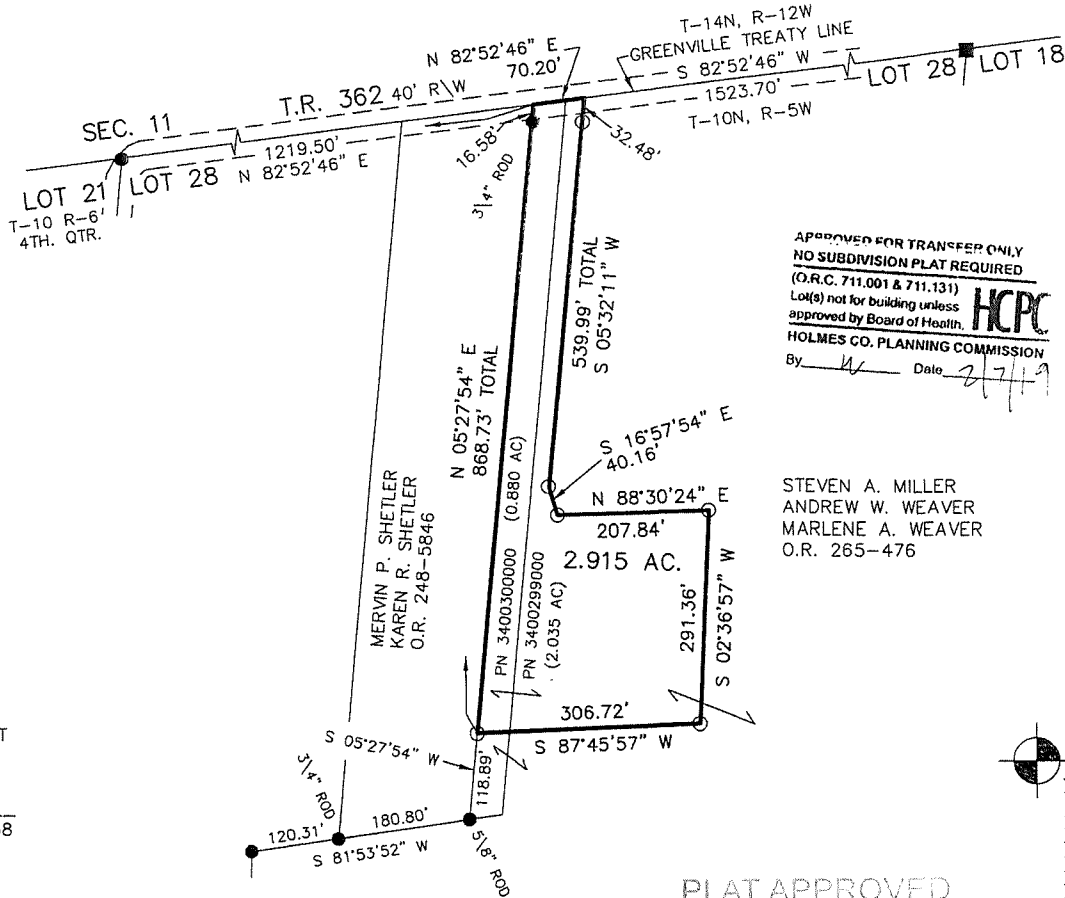 T-14N, R-12W
GREENVILLE TREATY LINE
N 82°52'46" E
70.20'
S 82°52'46" W
LOT 28
LOT 18
T.R. 362 40' R\W
1523.70'
T-10N, R-5W
SEC. 11
1219.50'
N 82°52'46" E
LOT 21
LOT 28
T-10 R-6'
4TH. QTR.
16.58'
3\4" ROD
32.48'
539.99' TOTAL
S 05°32'11" W
APPROVED FOR TRANSFER ONLY
NO SUBDIVISION PLAT REQUIRED
(O.R.C. 711.001 & 711.131)
Lot(s) not for building unless
approved by Board of Health.
HCPC
HOLMES CO. PLANNING COMMISSION
By Date 2/7/19
N 05°27'54" E
868.73' TOTAL
S 16°57'54" E
40.16'
N 88°30'24" E
207.84'
2.915 AC.
STEVEN A. MILLER
ANDREW W. WEAVER
MARLENE A. WEAVER
O.R. 265-476
MERVIN P. SHETLER
KAREN R. SHETLER
O.R. 248-5846
PN 3400300000 (0.880 AC)
PN 3400299000
(2.035 AC)
291.36'
S 02°36'57" W
306.72'
S 87°45'57" W
S 05°27'54" W
118.89'
3\4" ROD
180.80'
120.31'
S 81°53'52" W
5\8" ROD
T
8
PLAT APPROVED